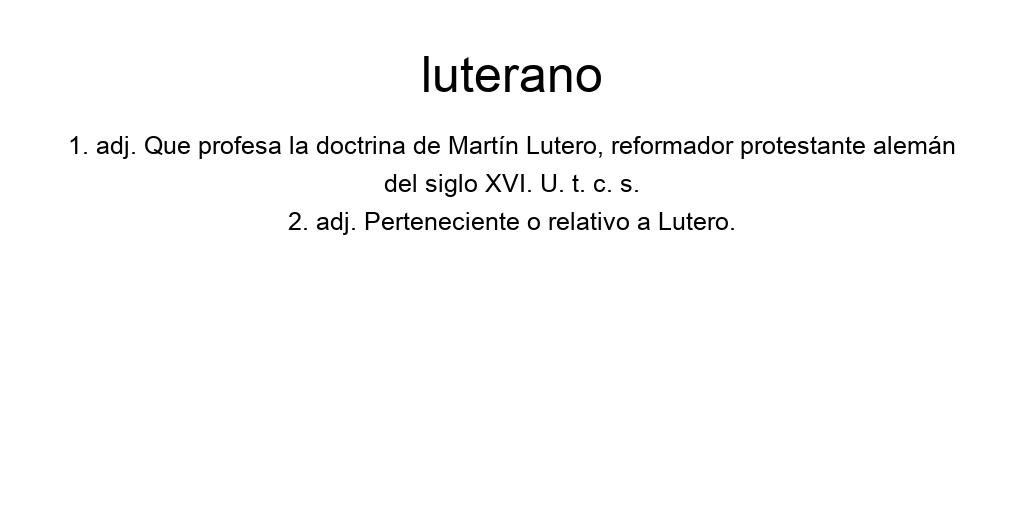 luterano
1. adj. Que profesa la doctrina de Martín Lutero, reformador protestante alemán
del siglo XVI. U. t. c. s.
2. adj. Perteneciente o relativo a Lutero.